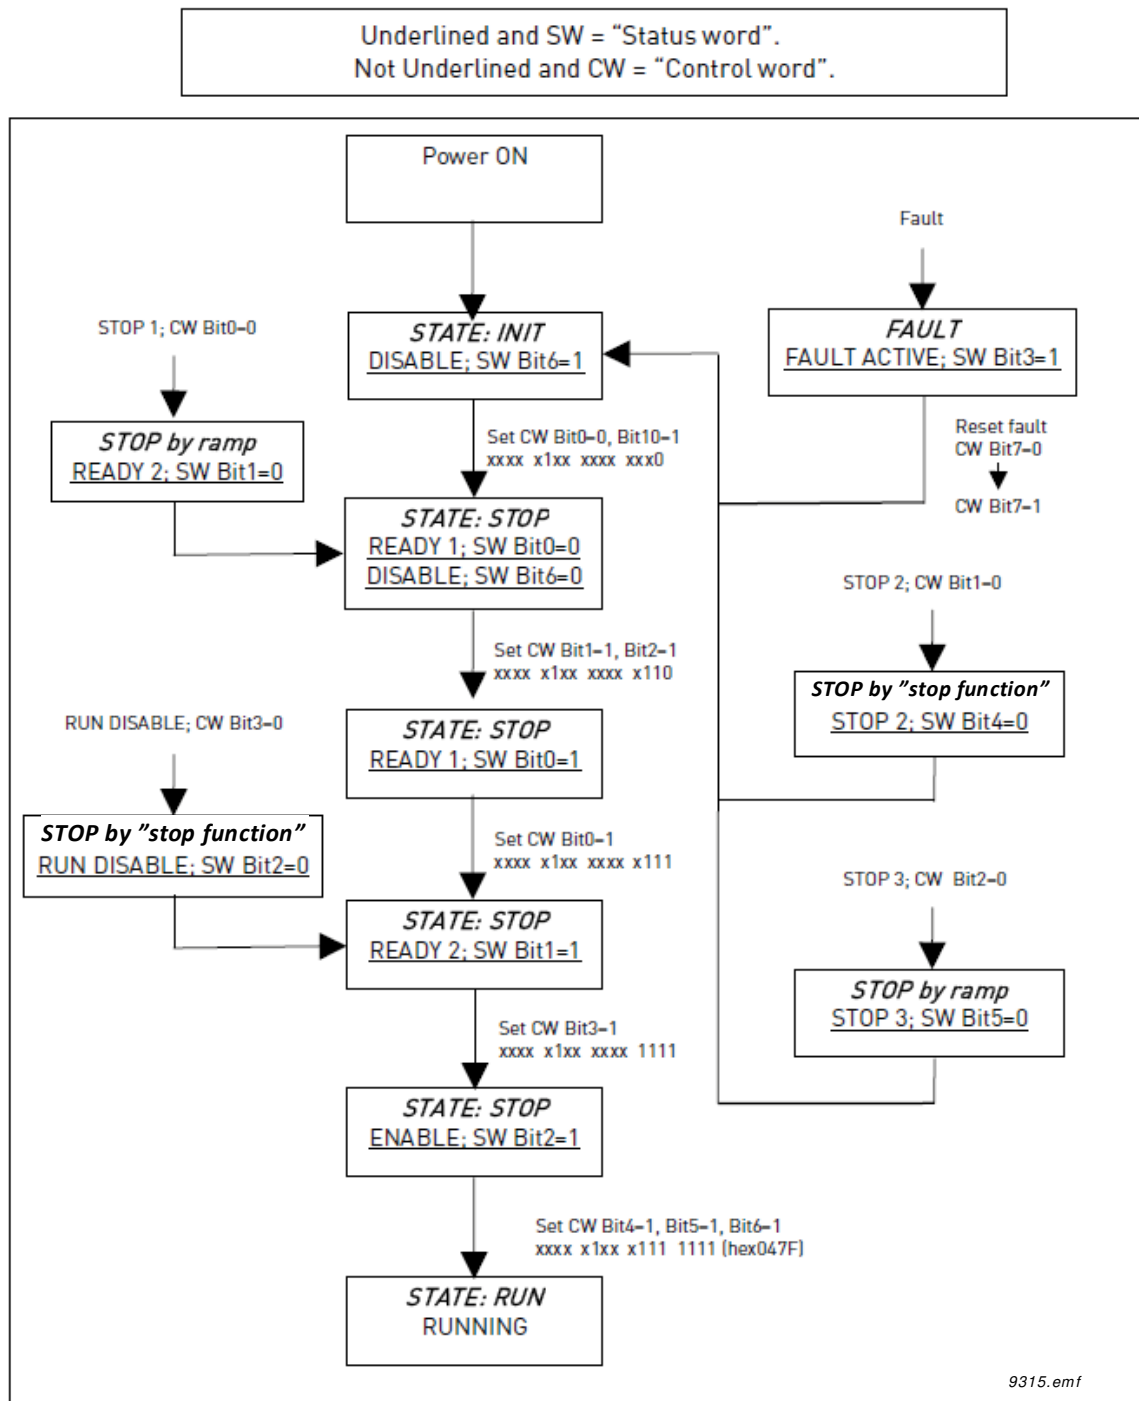 Underlined and SW = “Status word”.
Not Underlined and CW = “Control word”.
Power ON
Fault
STOP 1; CW Bit0–0
STATE: INIT
DISABLE; SW Bit6=1
FAULT
FAULT ACTIVE; SW Bit3=1
STOP by ramp
READY 2; SW Bit1=0
Set CW Bit0–0, Bit10–1
xxxx x1xx xxxx xxx0
Reset fault
CW Bit7–0
CW Bit7–1
STATE: STOP
READY 1; SW Bit0=0
DISABLE; SW Bit6=0
STOP 2; CW Bit1–0
Set CW Bit1–1, Bit2–1
xxxx x1xx xxxx x110
STOP by ”stop function”
STOP 2; SW Bit4=0
RUN DISABLE; CW Bit3–0
STATE: STOP
READY 1; SW Bit0=1
STOP by ”stop function”
RUN DISABLE; SW Bit2=0
Set CW Bit0–1
xxxx x1xx xxxx x111
STOP 3; CW Bit2–0
STATE: STOP
READY 2; SW Bit1=1
STOP by ramp
STOP 3; SW Bit5=0
Set CW Bit3–1
xxxx x1xx xxxx 1111
STATE: STOP
ENABLE; SW Bit2=1
Set CW Bit4–1, Bit5–1, Bit6–1
xxxx x1xx x111 1111 (hex047F)
STATE: RUN
RUNNING
9315.emf